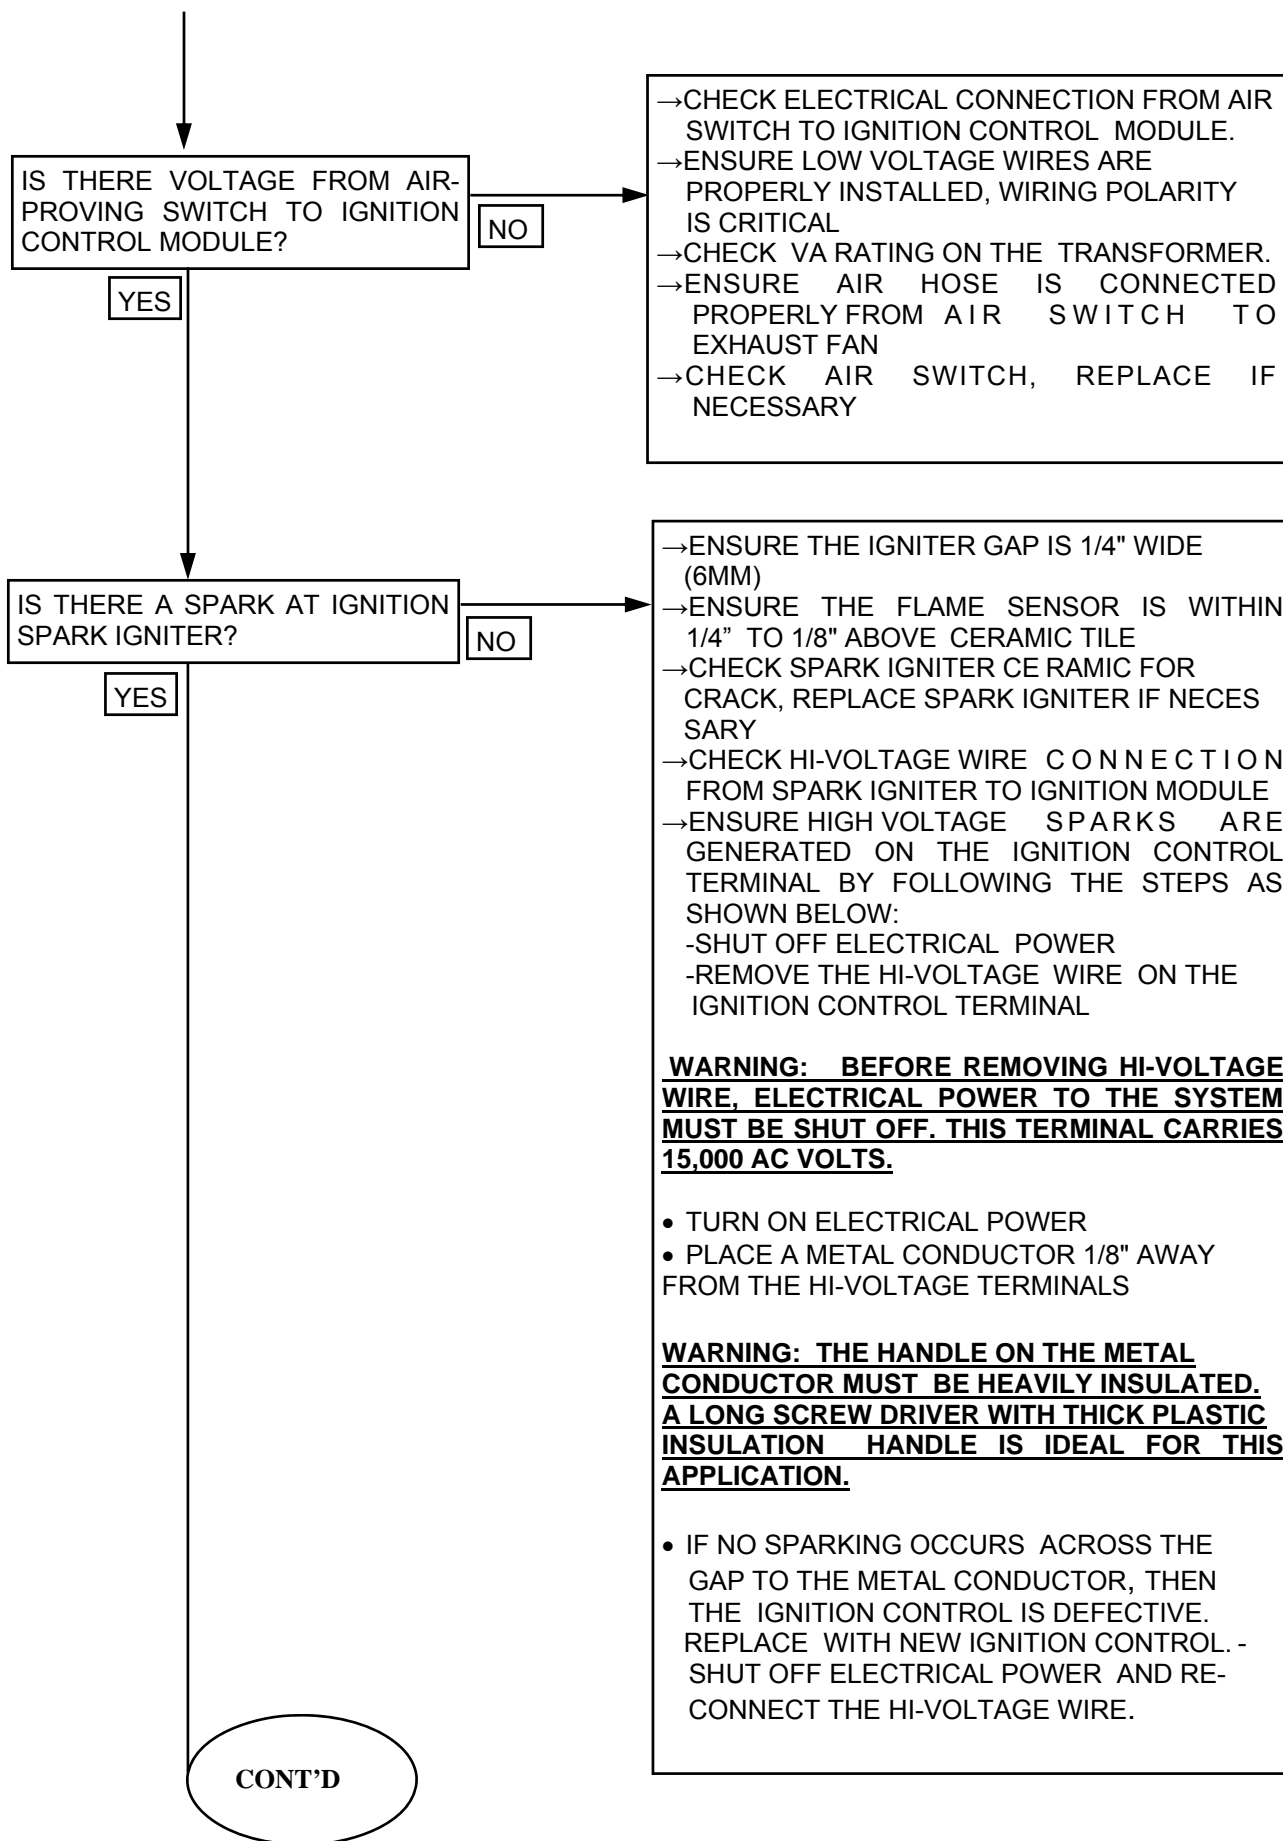 IS THERE VOLTAGE FROM AIR-
PROVING SWITCH TO IGNITION
CONTROL MODULE?
NO
YES
→CHECK ELECTRICAL CONNECTION FROM AIR
SWITCH TO IGNITION CONTROL MODULE.
→ENSURE LOW VOLTAGE WIRES ARE
PROPERLY INSTALLED, WIRING POLARITY
IS CRITICAL
→CHECK VA RATING ON THE TRANSFORMER.
→ENSURE AIR HOSE IS CONNECTED
PROPERLY FROM AIR SWITCH TO
EXHAUST FAN
→CHECK AIR SWITCH, REPLACE IF
NECESSARY
IS THERE A SPARK AT IGNITION
SPARK IGNITER?
NO
YES
→ENSURE THE IGNITER GAP IS 1/4" WIDE
(6MM)
→ENSURE THE FLAME SENSOR IS WITHIN
1/4” TO 1/8" ABOVE CERAMIC TILE
→CHECK SPARK IGNITER CE RAMIC FOR
CRACK, REPLACE SPARK IGNITER IF NECES
SARY
→CHECK HI-VOLTAGE WIRE CONNECTION
FROM SPARK IGNITER TO IGNITION MODULE
→ENSURE HIGH VOLTAGE SPARKS ARE
GENERATED ON THE IGNITION CONTROL
TERMINAL BY FOLLOWING THE STEPS AS
SHOWN BELOW:
-SHUT OFF ELECTRICAL POWER
-REMOVE THE HI-VOLTAGE WIRE ON THE
IGNITION CONTROL TERMINAL
WARNING: BEFORE REMOVING HI-VOLTAGE
WIRE, ELECTRICAL POWER TO THE SYSTEM
MUST BE SHUT OFF. THIS TERMINAL CARRIES
15,000 AC VOLTS.
• TURN ON ELECTRICAL POWER
• PLACE A METAL CONDUCTOR 1/8" AWAY
FROM THE HI-VOLTAGE TERMINALS
WARNING: THE HANDLE ON THE METAL
CONDUCTOR MUST BE HEAVILY INSULATED.
A LONG SCREW DRIVER WITH THICK PLASTIC
INSULATION HANDLE IS IDEAL FOR THIS
APPLICATION.
• IF NO SPARKING OCCURS ACROSS THE
GAP TO THE METAL CONDUCTOR, THEN
THE IGNITION CONTROL IS DEFECTIVE.
REPLACE WITH NEW IGNITION CONTROL. -
SHUT OFF ELECTRICAL POWER AND RE-
CONNECT THE HI-VOLTAGE WIRE.
CONT’D